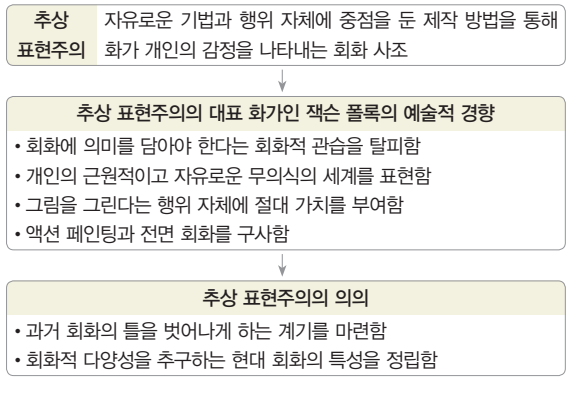 추상
표현주의
자유로운 기법과 행위 자체에 중점을 둔 제작 방법을 통해
화가 개인의 감정을 나타내는 회화 사조
추상 표현주의의 대표 화가인 잭슨 폴록의 예술적 경향
• 회화에 의미를 담아야 한다는 회화적 관습을 탈피함
• 개인의 근원적이고 자유로운 무의식의 세계를 표현함
• 그림을 그린다는 행위 자체에 절대 가치를 부여함
• 액션 페인팅과 전면 회화를 구사함
추상 표현주의의 의의
• 과거 회화의 틀을 벗어나게 하는 계기를 마련함
• 회화적 다양성을 추구하는 현대 회화의 특성을 정립함